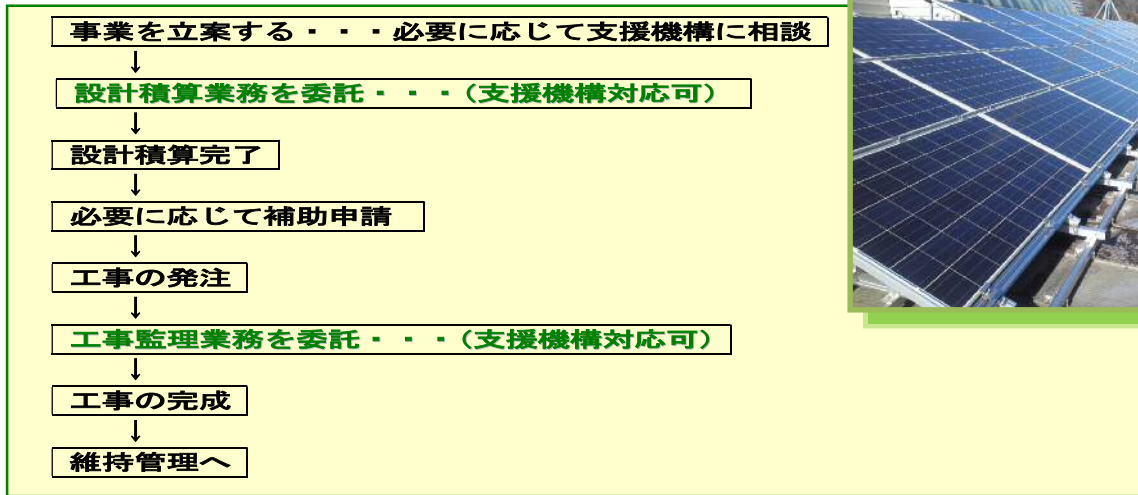 事業を立案する・・・必要に応じて支援機構に相談
↓
設計積算業務を委託・・・（支援機構対応可）
↓
設計積算完了
↓
必要に応じて補助申請
↓
工事の発注
↓
工事監理業務を委託・・・（支援機構対応可）
↓
工事の完成
↓
維持管理へ